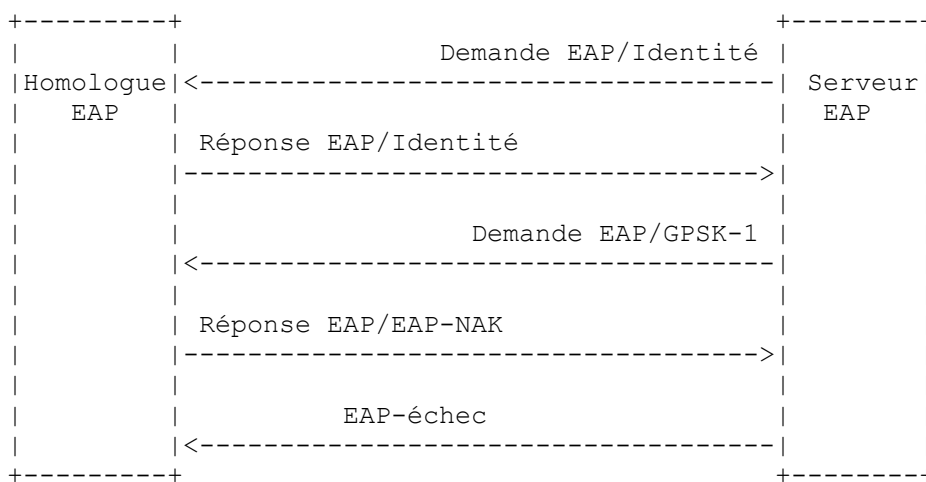 Demande EAP/Identité
Homologue Serveur
EAP EAP
Réponse EAP/Identité
Demande EAP/GPSK-1
Réponse EAP/EAP-NAK
EAP-échec